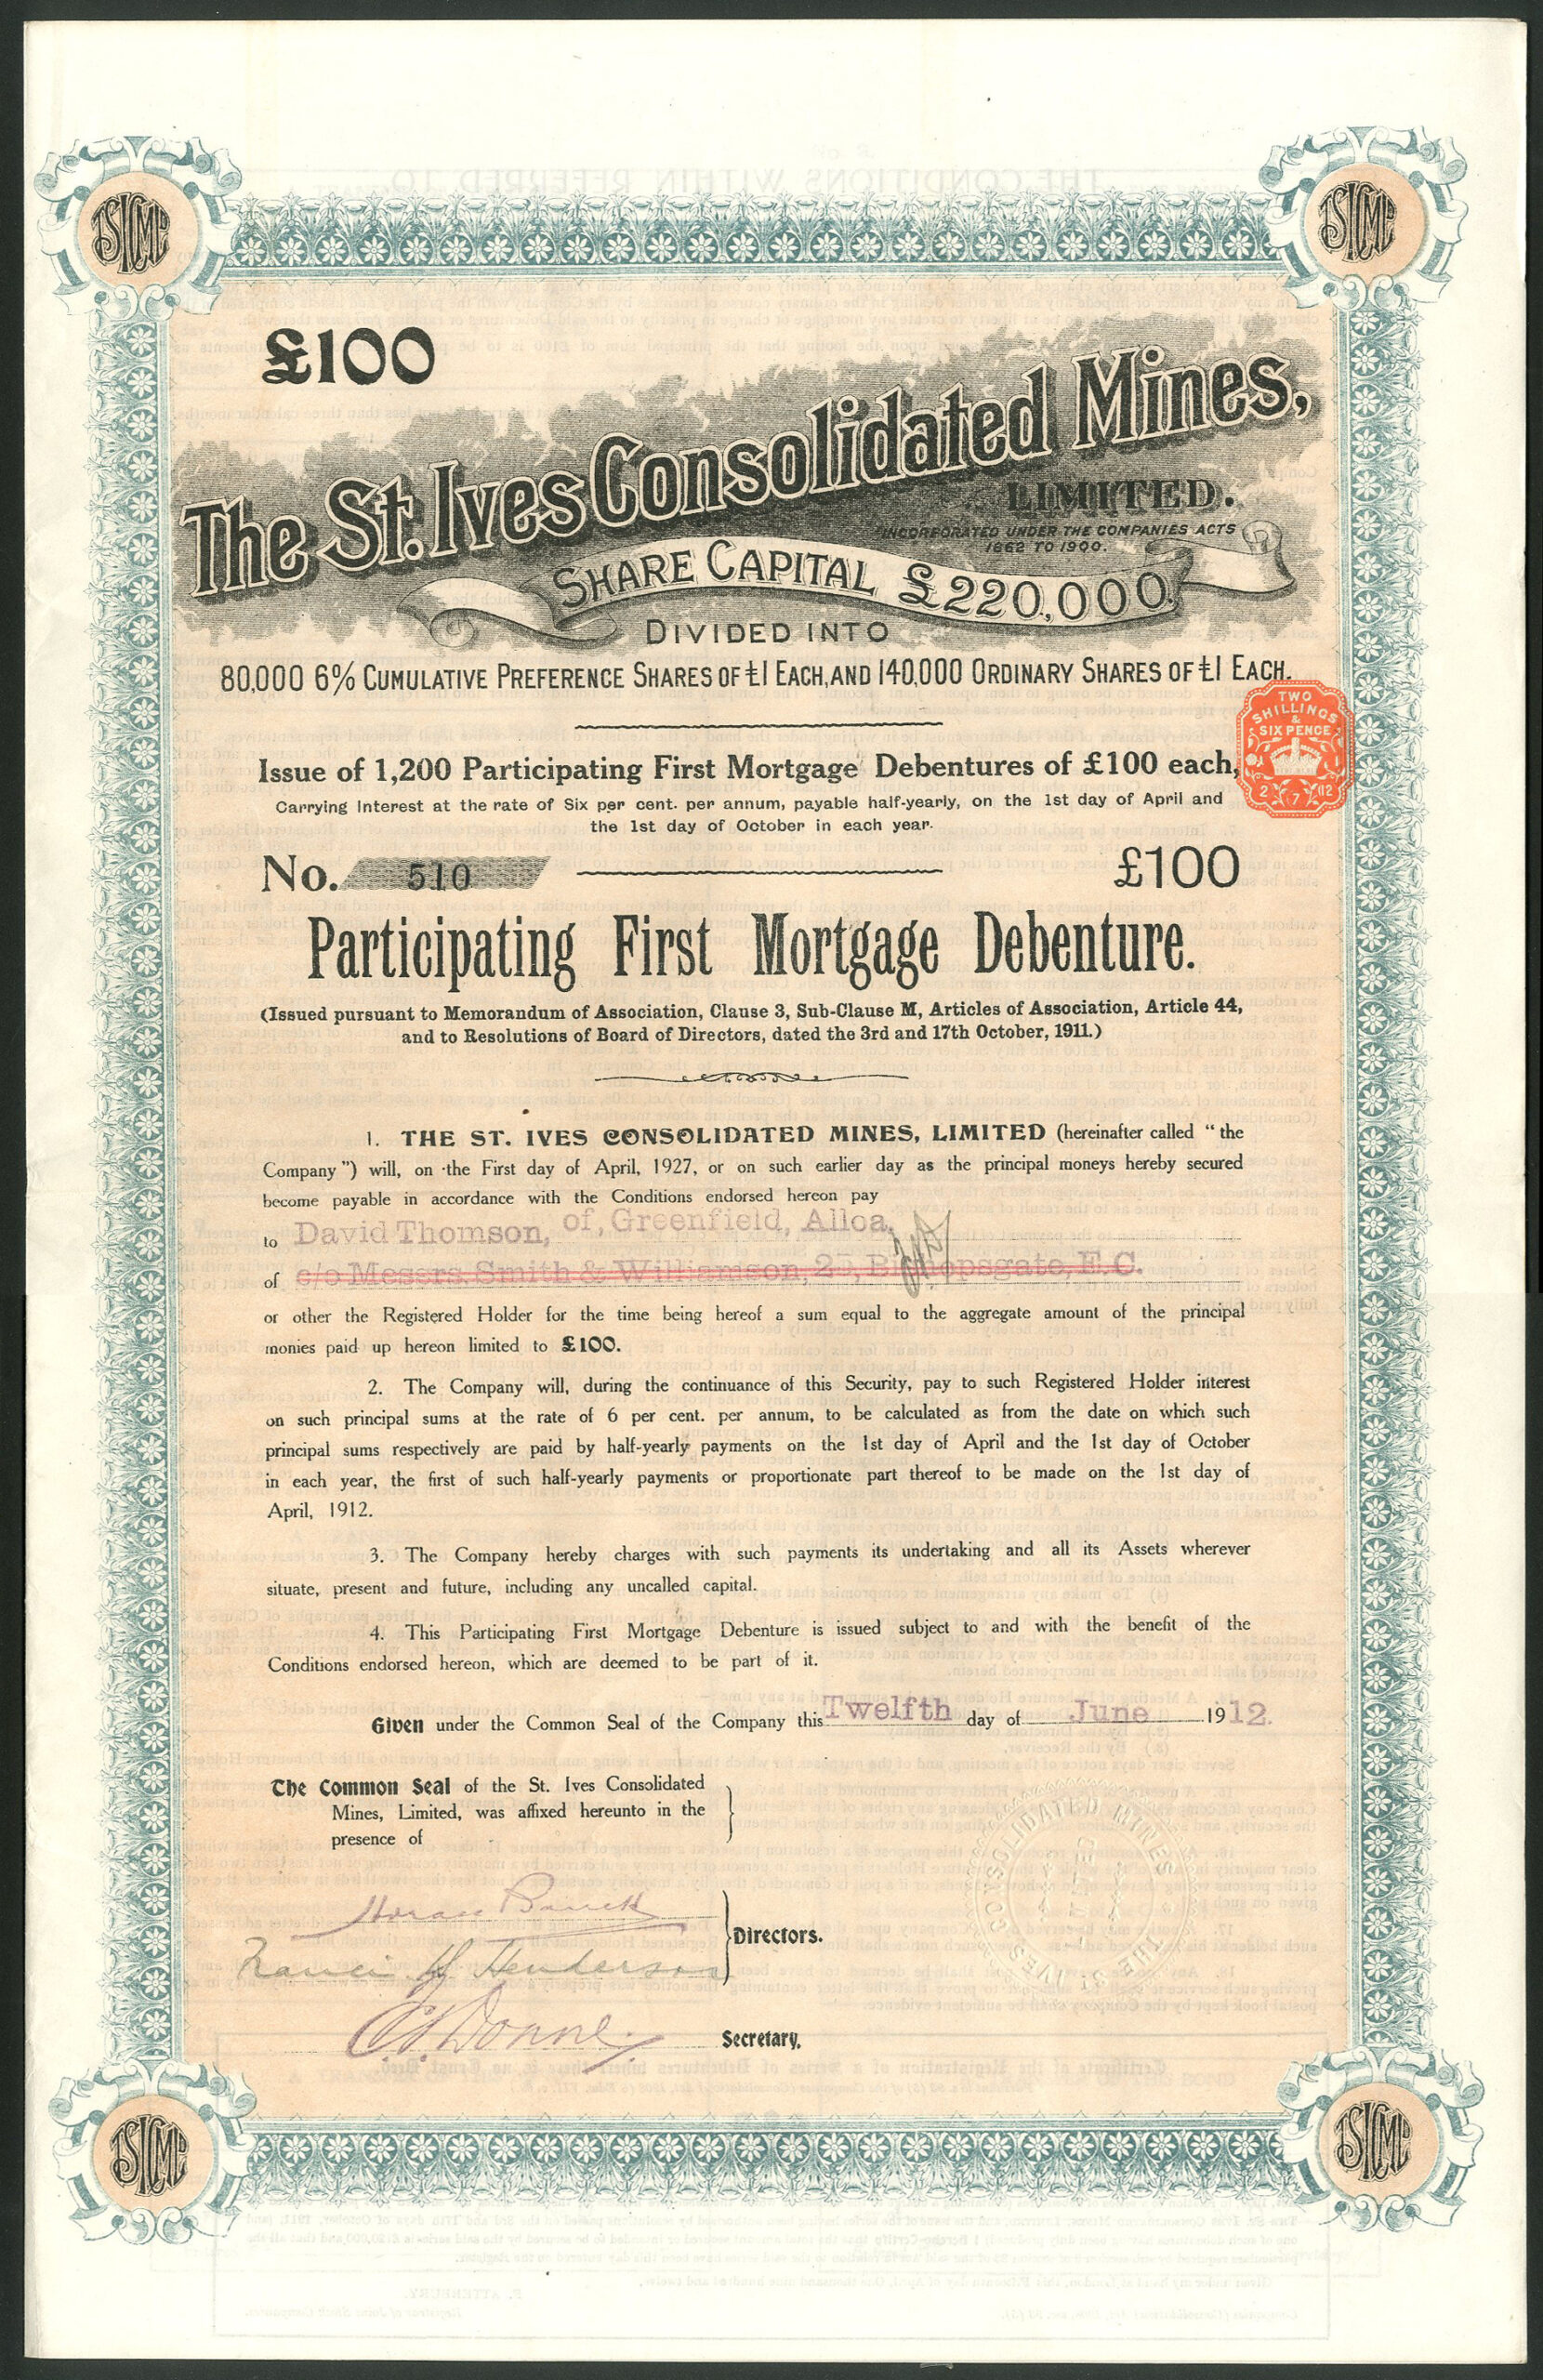 £100
The St. Ives Consolidated Mines,
LIMITED.
INCORPORATED UNDER THE COMPANIES ACTS
1862 TO 1900.
SHARE CAPITAL £220,000.
DIVIDED INTO
80,000 6% CUMULATIVE PREFERENCE SHARES OF £1 EACH, AND 140,000 ORDINARY SHARES OF £1 EACH.
TWO
SHILLINGS
&
SIX PENCE
2 7 12
Issue of 1,200 Participating First Mortgage Debentures of £100 each,
Carrying Interest at the rate of Six per cent. per annum, payable half-yearly, on the 1st day of April and
the 1st day of October in each year.
No. 510 £100
Participating First Mortgage Debenture.
(Issued pursuant to Memorandum of Association, Clause 3, Sub-Clause M, Articles of Association, Article 44,
and to Resolutions of Board of Directors, dated the 3rd and 17th October, 1911.)
1. THE ST. IVES CONSOLIDATED MINES, LIMITED (hereinafter called "the
Company") will, on the First day of April, 1927, or on such earlier day as the principal moneys hereby secured
become payable in accordance with the Conditions endorsed hereon pay
to David Thomson, of, Greenfield, Alloa,
of c/o Messrs Smith & Williamson, 25, Bishopsgate, E.C.
or other the Registered Holder for the time being hereof a sum equal to the aggregate amount of the principal
monies paid up hereon limited to £100.
2. The Company will, during the continuance of this Security, pay to such Registered Holder interest
on such principal sums at the rate of 6 per cent. per annum, to be calculated as from the date on which such
principal sums respectively are paid by half-yearly payments on the 1st day of April and the 1st day of October
in each year, the first of such half-yearly payments or proportionate part thereof to be made on the 1st day of
April, 1912.
3. The Company hereby charges with such payments its undertaking and all its Assets wherever
situate, present and future, including any uncalled capital.
4. This Participating First Mortgage Debenture is issued subject to and with the benefit of the
Conditions endorsed hereon, which are deemed to be part of it.
Given under the Common Seal of the Company this Twelfth day of June 1912.
The Common Seal of the St. Ives Consolidated
Mines, Limited, was affixed hereunto in the
presence of
THE ST IVES CONSOLIDATED MINES
Horace
Directors.
Francis H Henderson
Donne
Secretary.